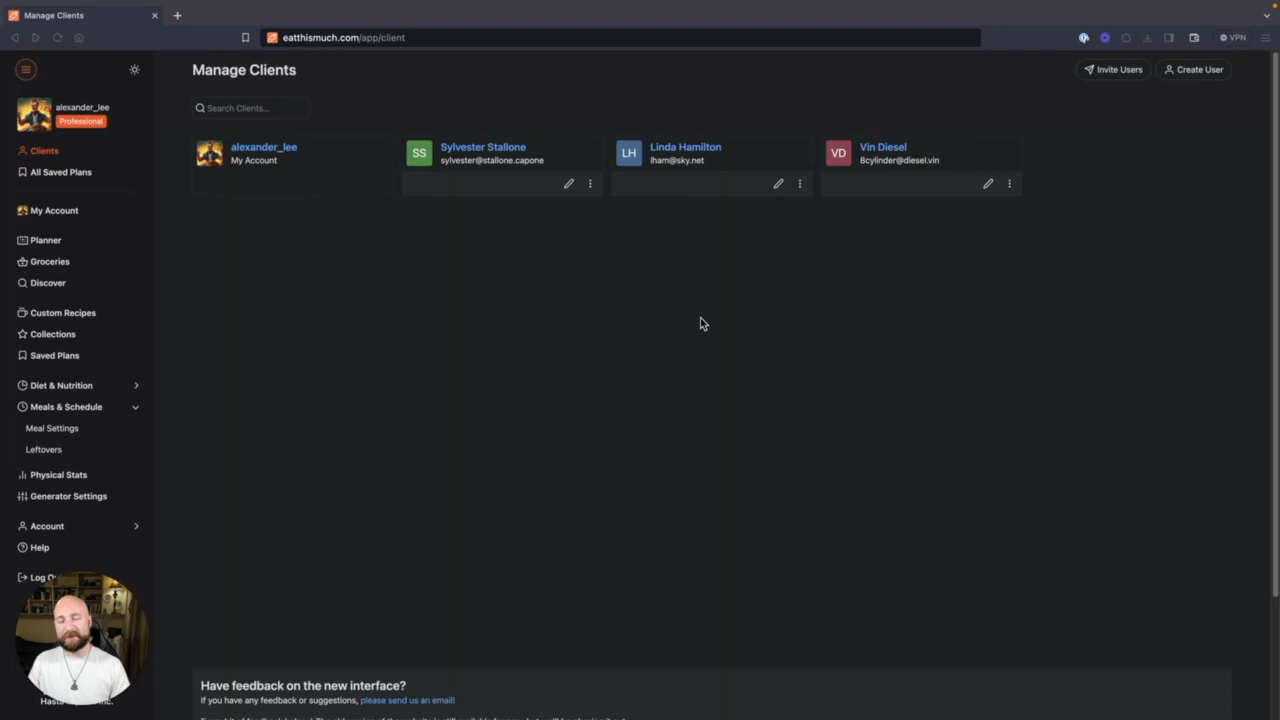 Manage Clients
eatthismuch.com/app/client
VPN
alexander_lee
Professional
Clients
All Saved Plans
My Account
Planner
Groceries
Discover
Custom Recipes
Collections
Saved Plans
Diet & Nutrition
Meals & Schedule
Meal Settings
Leftovers
Physical Stats
Generator Settings
Account
Help
Log
Manage Clients
Invite Users
Create User
Search Clients...
alexander_lee
My Account
SS
Sylvester Stallone
sylvester@stallone.capone
LH
Linda Hamilton
lham@sky.net
VD
Vin Diesel
8cylinder@diesel.vin
Have feedback on the new interface?
If you have any feedback or suggestions, please send us an email!